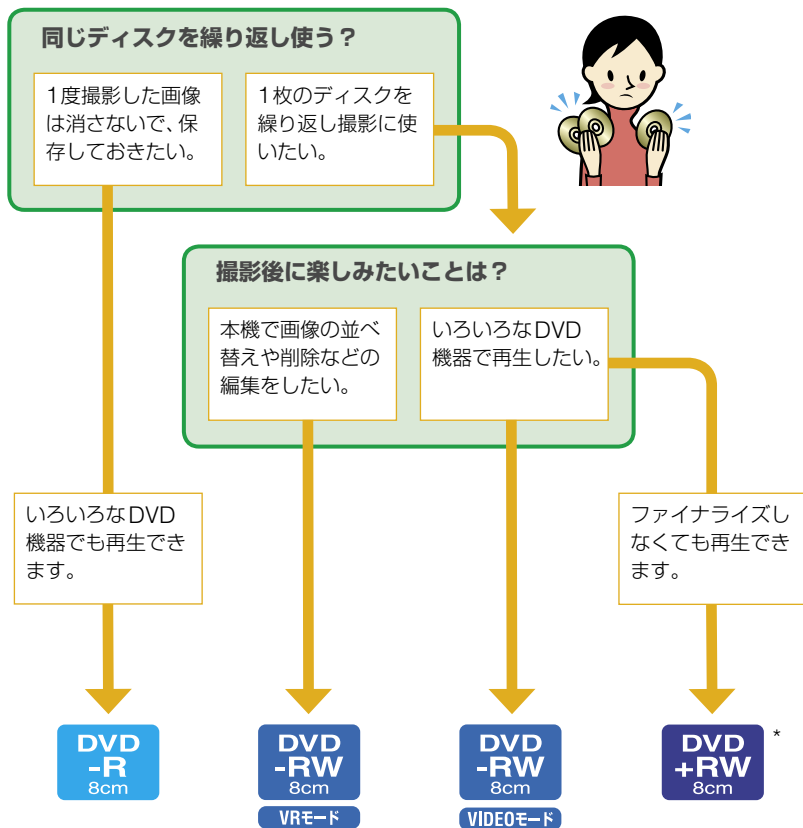 同じディスクを繰り返し使う?
1度撮影した画像
は消さないで、保
存しておきたい。
1枚のディスクを
繰り返し撮影に使
いたい。
撮影後に楽しみたいことは?
本機で画像の並べ
替えや削除などの
編集をしたい。
いろいろなDVD
機器で再生したい。
いろいろなDVD
機器でも再生でき
ます。
ファイナライズし
なくても再生でき
ます。
DVD
-R
8cm
DVD
-RW
8cm
VRモード
DVD
-RW
8cm
VIDEOモード
DVD
+RW
8cm
*